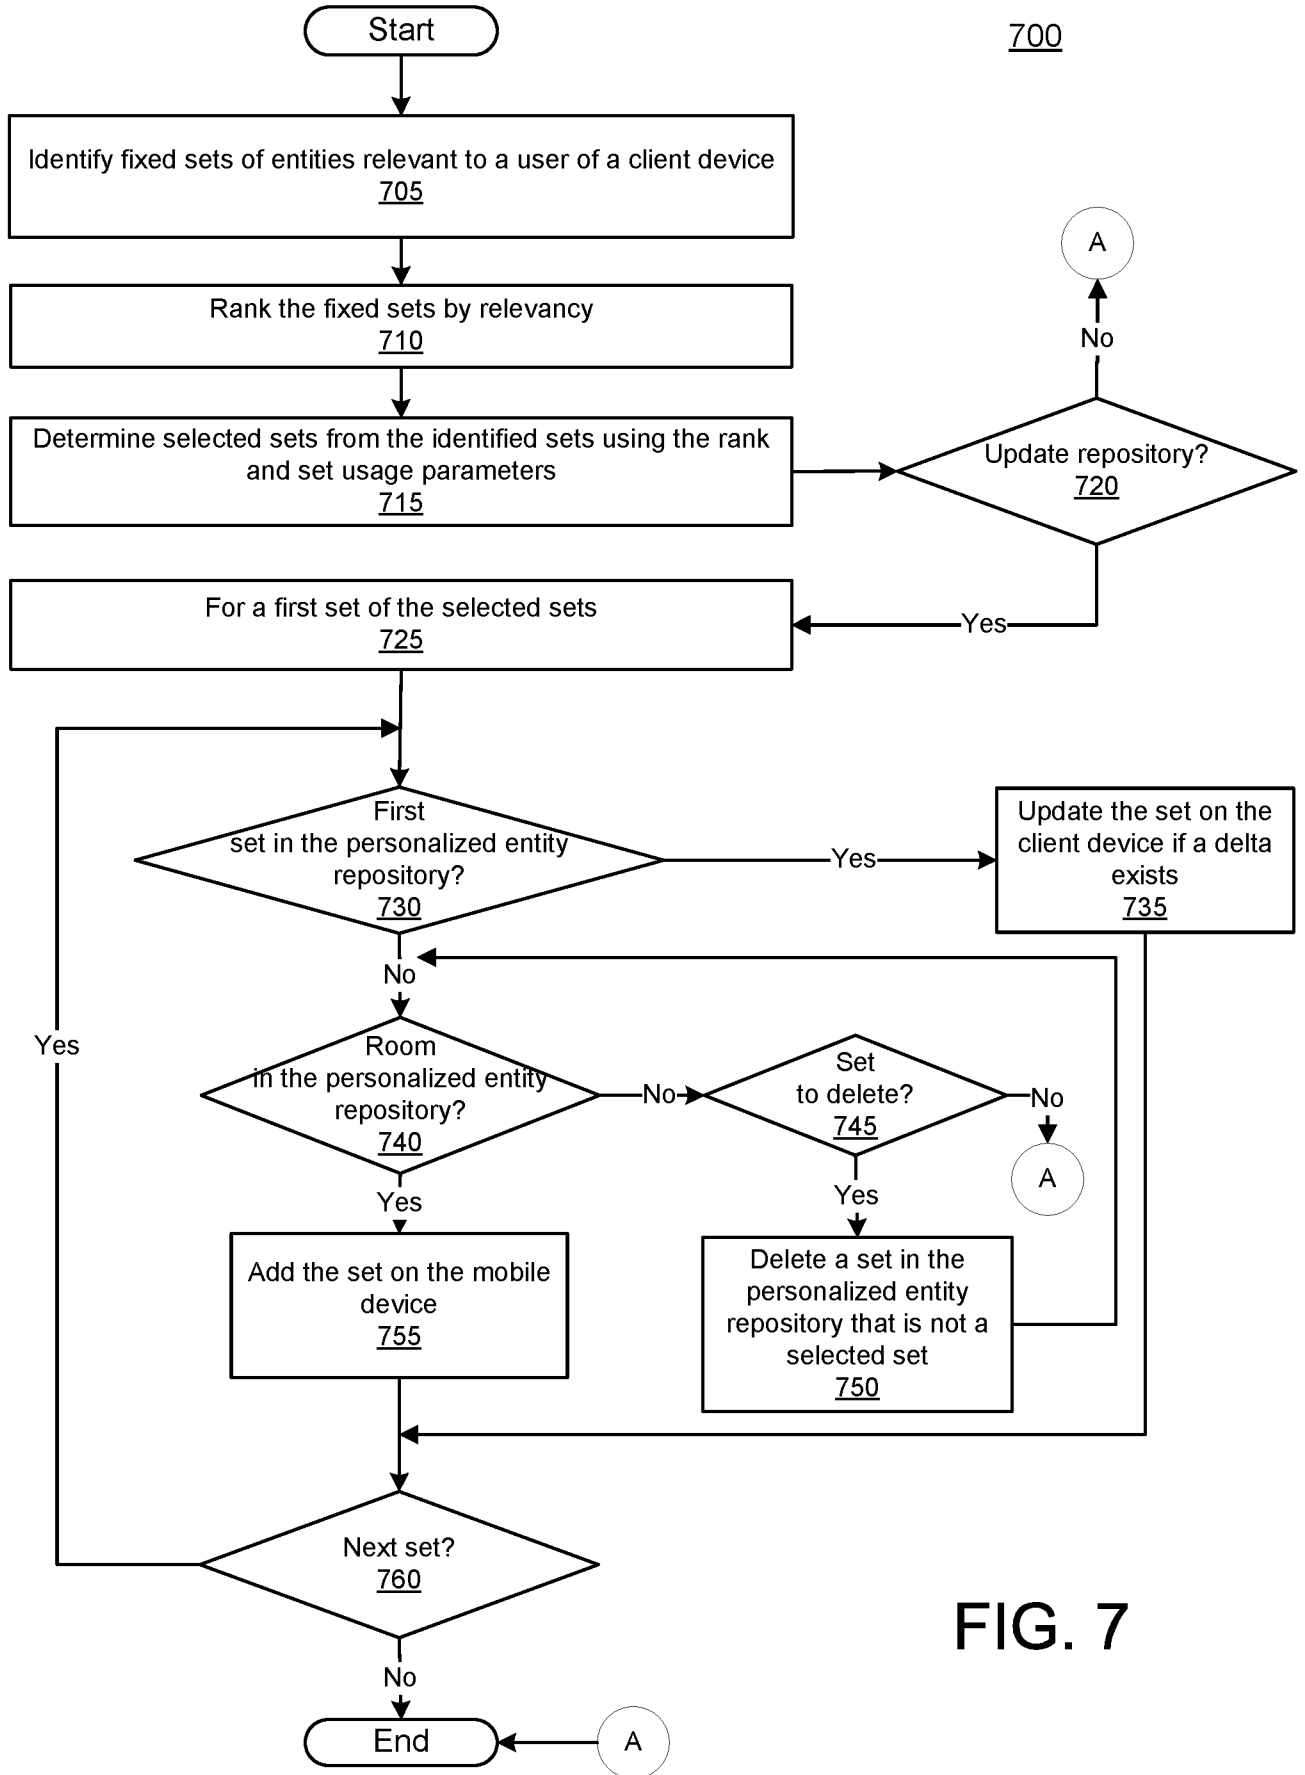 Start
700
Identify fixed sets of entities relevant to a user of a client device
705
A
Rank the fixed sets by relevancy
710
No
Determine selected sets from the identified sets using the rank
and set usage parameters
715
Update repository?
720
For a first set of the selected sets
725
Yes
First
set in the personalized entity
repository?
730
Yes
Update the set on the
client device if a delta
exists
735
No
Yes
Room
in the personalized entity
repository?
740
No
Set
to delete?
745
No
A
Yes
Yes
Add the set on the mobile
device
755
Delete a set in the
personalized entity
repository that is not a
selected set
750
Next set?
760
FIG. 7
No
End
A